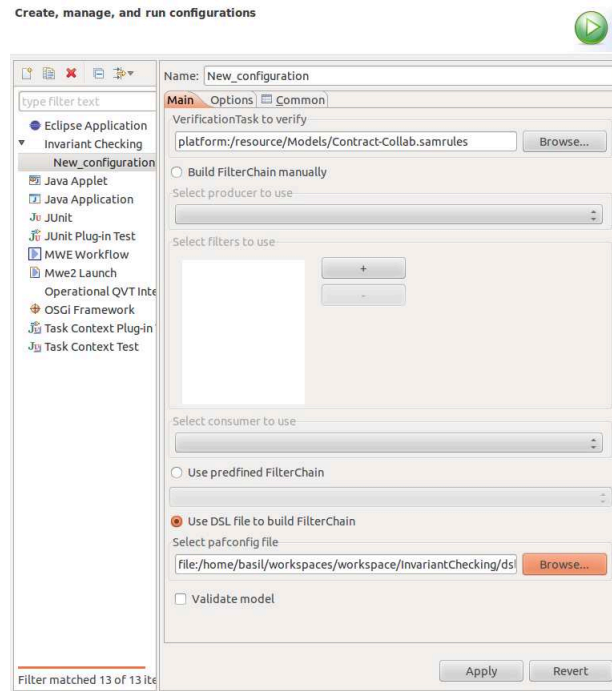 Create, manage, and run configurations
type filter text
Eclipse Application
Invariant Checking
New_configuration
Java Applet
Java Application
JUnit
JUnit Plug-in Test
MWE Workflow
Mwe2 Launch
Operational QVT Inte
OSGi Framework
Task Context Plug-in
Task Context Test
Filter matched 13 of 13 ite
Name: New_configuration
Main Options Common
VerificationTask to verify
platform:/resource/Models/Contract-Collab.samrules Browse...
Build FilterChain manually
Select producer to use
Select filters to use
+
-
Select consumer to use
Use predfined FilterChain
Use DSL file to build FilterChain
Select pafconfig file
file:/home/basil/workspaces/workspace/InvariantChecking/dsl Browse...
Validate model
Apply Revert